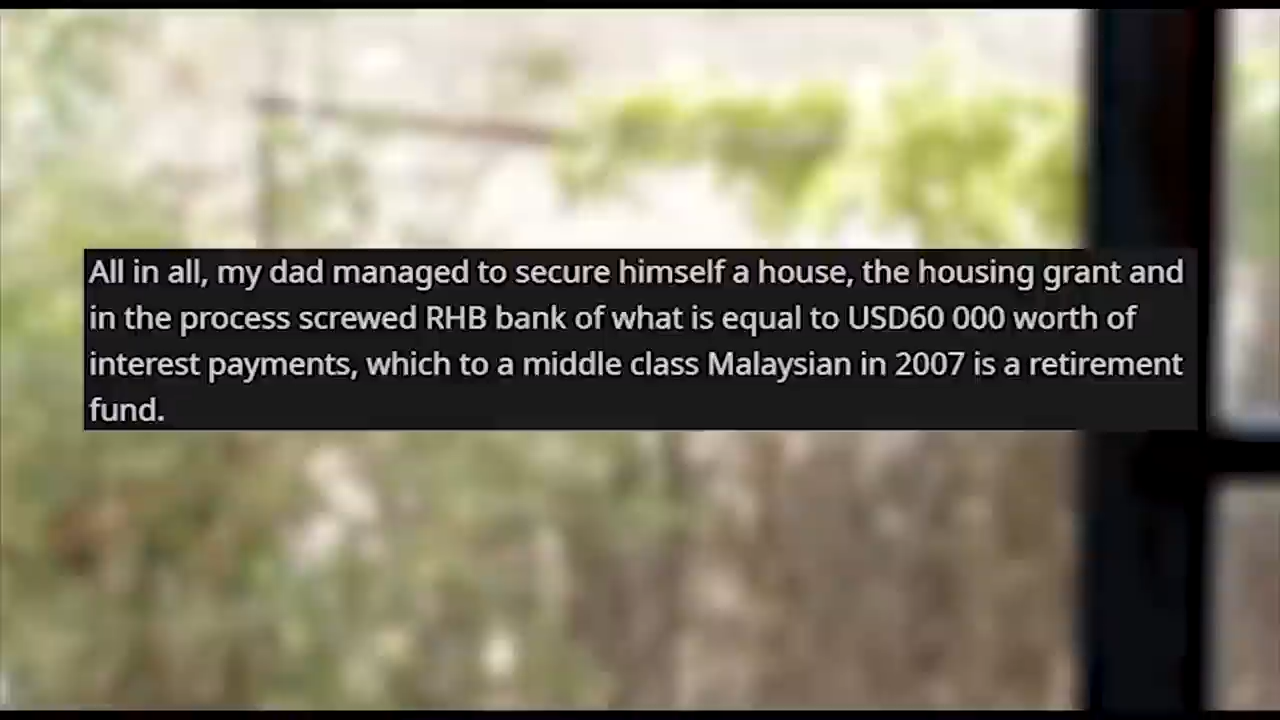 All in all, my dad managed to secure himself a house, the housing grant and
in the process screwed RHB bank of what is equal to USD60 000 worth of
interest payments, which to a middle class Malaysian in 2007 is a retirement
fund.